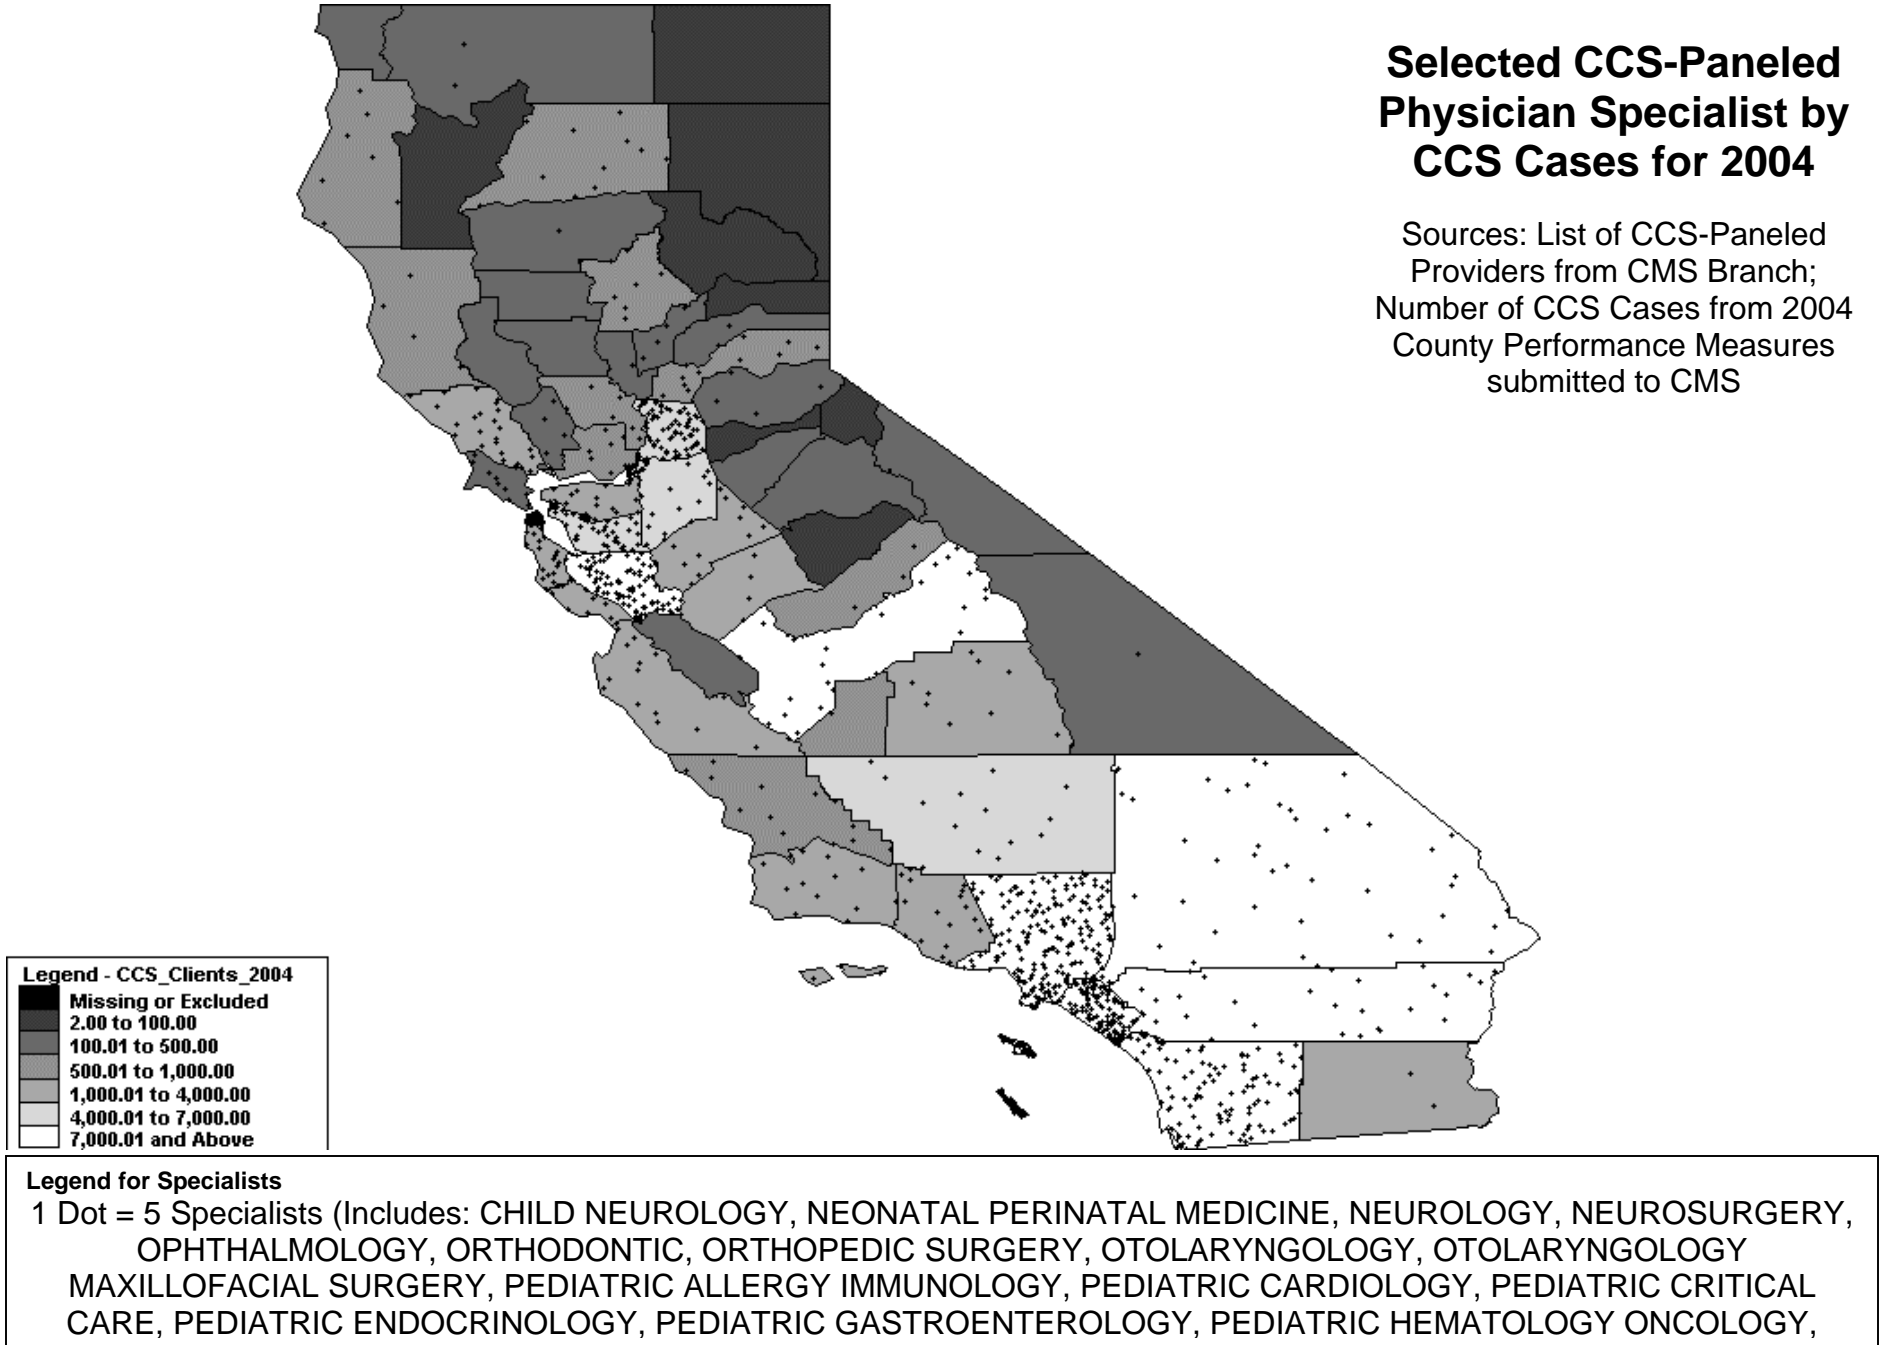 Selected CCS-Paneled
Physician Specialist by
CCS Cases for 2004
Sources: List of CCS-Paneled
Providers from CMS Branch;
Number of CCS Cases from 2004
County Performance Measures
submitted to CMS
Legend - CCS_Clients_2004
Missing or Excluded
2.00 to 100.00
100.01 to 500.00
500.01 to 1,000.00
1,000.01 to 4,000.00
4,000.01 to 7,000.00
7,000.01 and Above
Legend for Specialists
1 Dot = 5 Specialists (Includes: CHILD NEUROLOGY, NEONATAL PERINATAL MEDICINE, NEUROLOGY, NEUROSURGERY,
OPHTHALMOLOGY, ORTHODONTIC, ORTHOPEDIC SURGERY, OTOLARYNGOLOGY, OTOLARYNGOLOGY
MAXILLOFACIAL SURGERY, PEDIATRIC ALLERGY IMMUNOLOGY, PEDIATRIC CARDIOLOGY, PEDIATRIC CRITICAL
CARE, PEDIATRIC ENDOCRINOLOGY, PEDIATRIC GASTROENTEROLOGY, PEDIATRIC HEMATOLOGY ONCOLOGY,